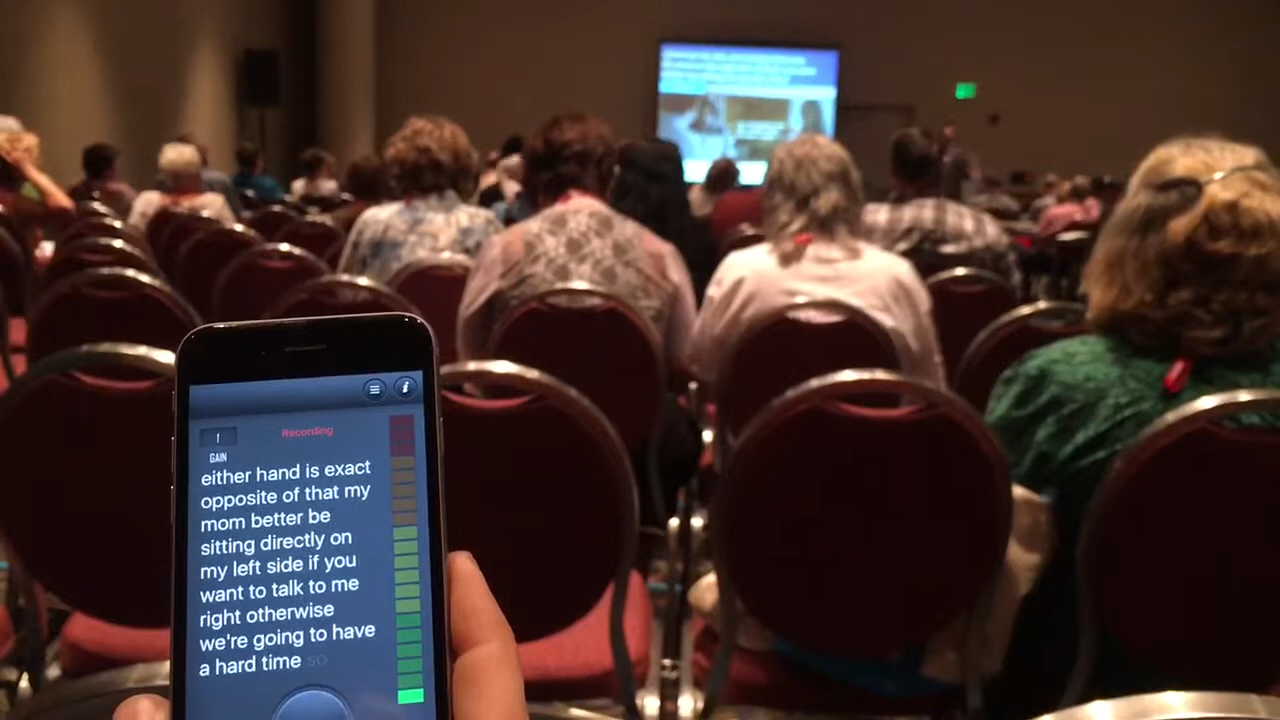 Recording
GAIN
either hand is exact
opposite of that my
mom better be
sitting directly on
my left side if you
want to talk to me
right otherwise
we're going to have
a hard time so